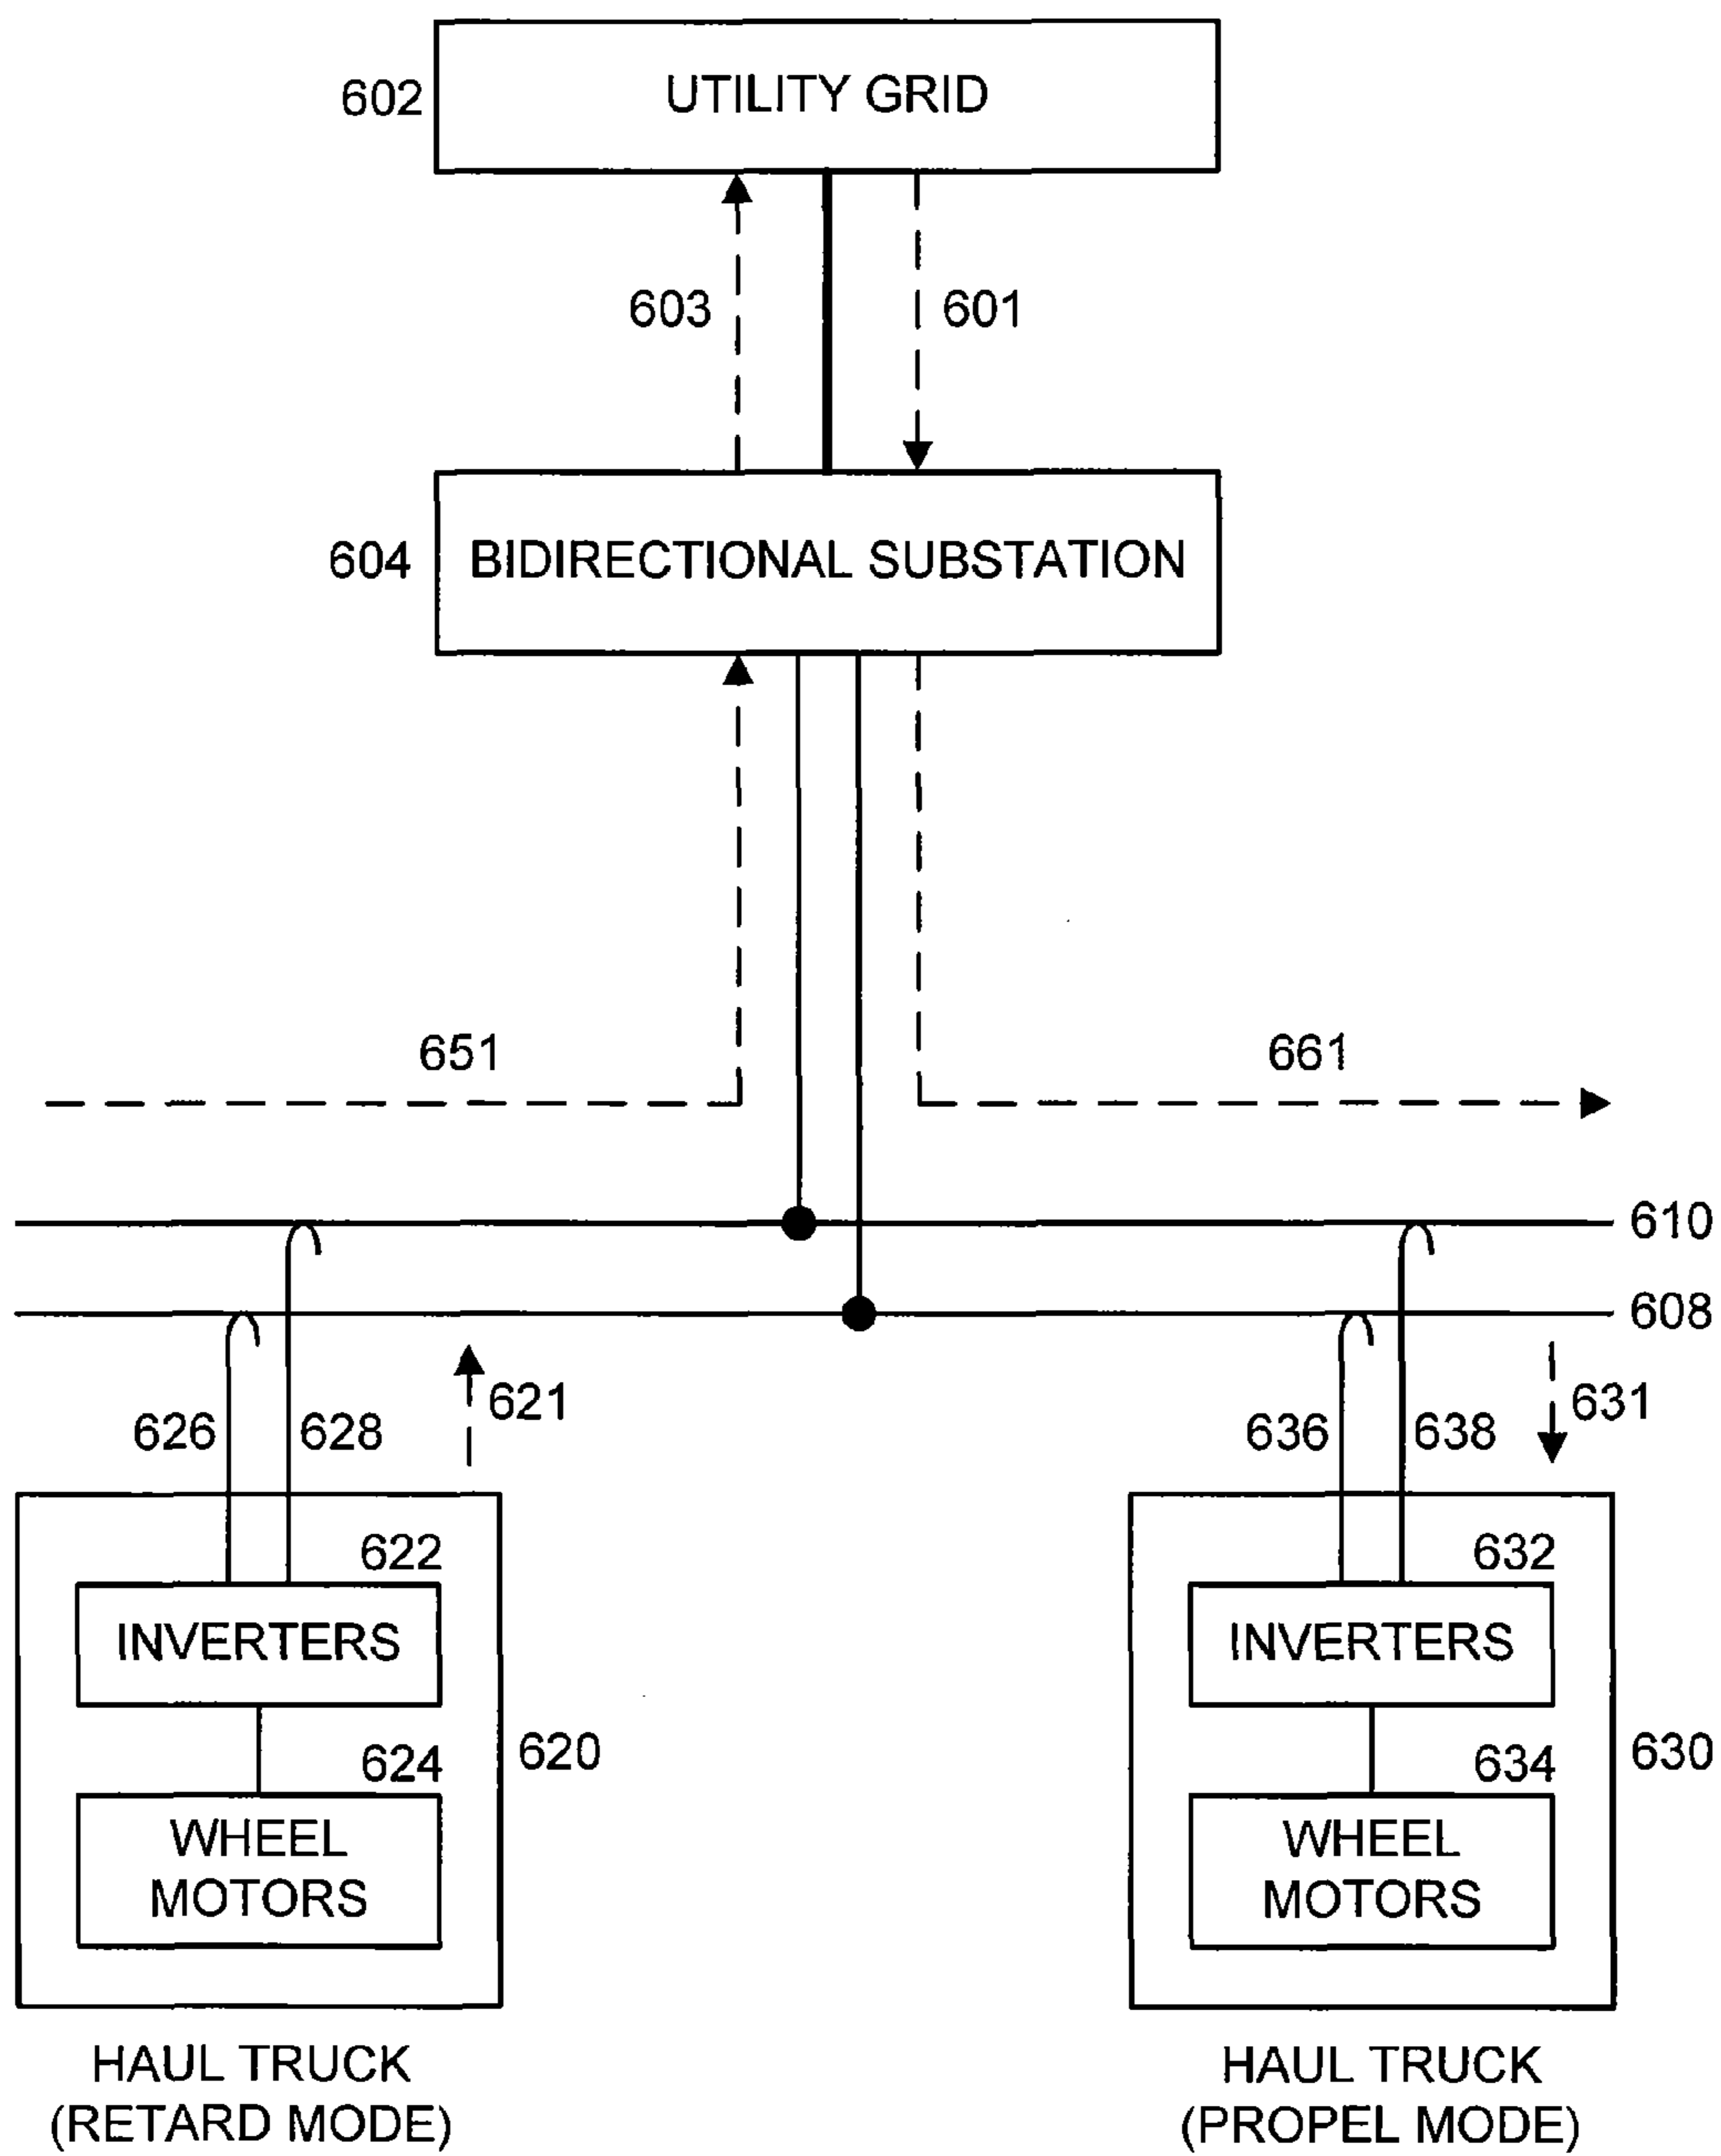 602
UTILITY GRID
603
601
604
BIDIRECTIONAL SUBSTATION
651
661
610
608
626
628
621
636
638
631
622
INVERTERS
620
624
WHEEL
MOTORS
632
INVERTERS
630
634
WHEEL
MOTORS
HAUL TRUCK
(RETARD MODE)
HAUL TRUCK
(PROPEL MODE)